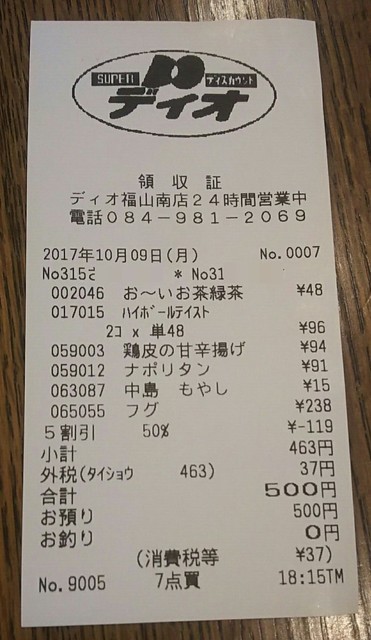 SUPER ディスカウント
ディオ
領収証
ディオ福山南店24時間営業中
電話084-981-2069
2017年10月09日(月) No.0007
No315さ * No31
002046 お〜いお茶緑茶 ¥48
017015 ハイボールテイスト
2コ x 単48 ¥96
059003 鶏皮の甘辛揚げ ¥94
059012 ナポリタン ¥91
063087 中島 もやし ¥15
065055 フグ ¥238
5割引 50% ¥-119
小計 463円
外税(タイショウ 463) 37円
合計 500円
お預り 500円
お釣り 0円
(消費税等 ¥37)
No.9005 7点買 18:15TM